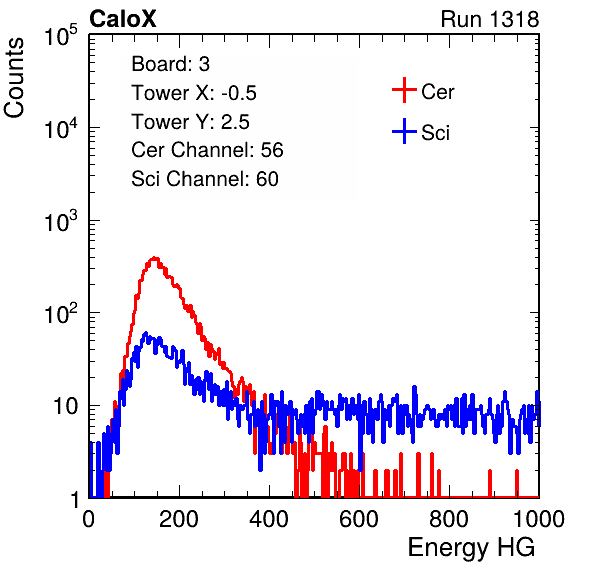 CaloX Run 1318
Counts
Board: 3
Tower X: -0.5
Tower Y: 2.5
Cer Channel: 56
Sci Channel: 60
Cer
Sci
10^5
10^4
10^3
10^2
10
1
0 200 400 600 800 1000
Energy HG